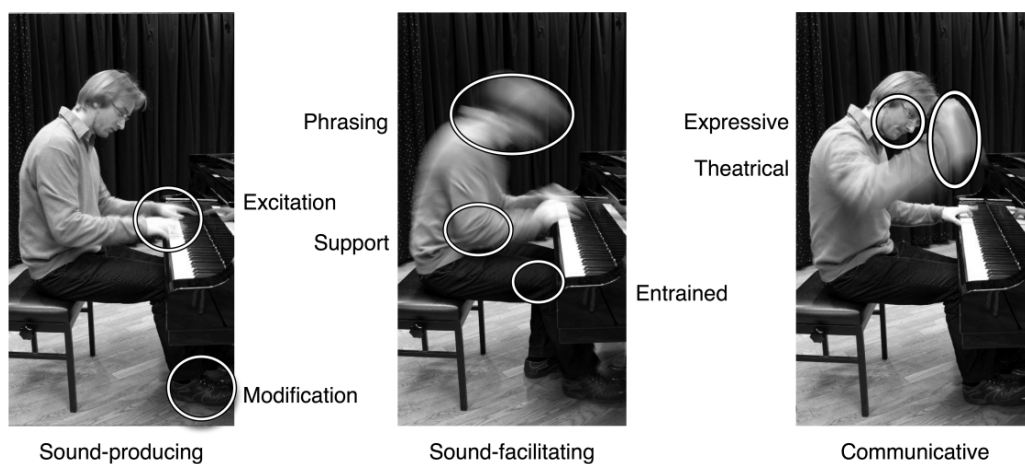 Phrasing
Expressive
Theatrical
Excitation
Support
Entrained
Modification
Sound-producing
Sound-facilitating
Communicative